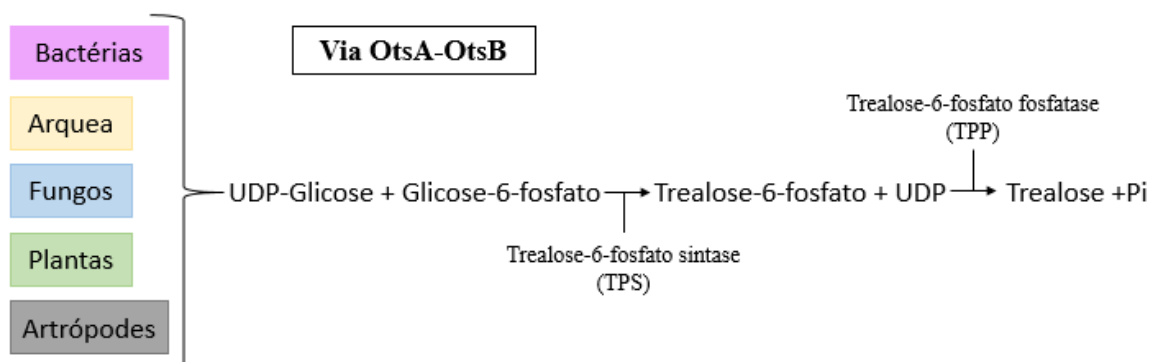 Bactérias
Via OtsA-OtsB
Arquea
Trealose-6-fosfato fosfatase
(TPP)
Fungos
UDP-Glicose + Glicose-6-fosfato
Trealose-6-fosfato + UDP
Trealose +Pi
Plantas
Trealose-6-fosfato sintase
(TPS)
Artrópodes